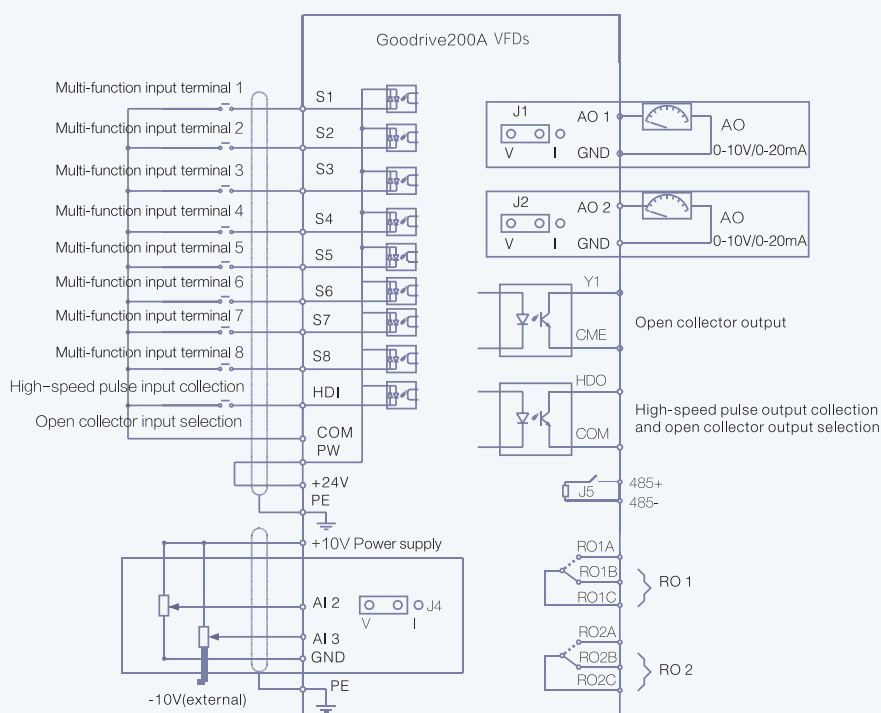 Goodrive200A VFDs
Multi-function input terminal 1
S1
Multi-function input terminal 2
S2
Multi-function input terminal 3
S3
Multi-function input terminal 4
S4
Multi-function input terminal 5
S5
Multi-function input terminal 6
S6
Multi-function input terminal 7
S7
Multi-function input terminal 8
S8
High-speed pulse input collection
HDI
Open collector input selection
COM
PW
+24V
PE
+10V Power supply
AI 2
J4
V I
AI 3
GND
PE
-10V(external)
J1
V I
AO 1
GND
AO
0-10V/0-20mA
J2
V I
AO 2
GND
AO
0-10V/0-20mA
Y1
CME
Open collector output
HDO
COM
High-speed pulse output collection
and open collector output selection
J5
485+
485-
RO1A
RO1B
RO1C
RO 1
RO2A
RO2B
RO2C
RO 2